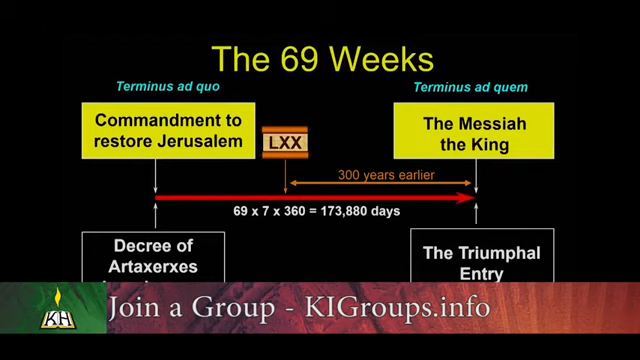 The 69 Weeks
Terminus ad quo
Terminus ad quem
Commandment to
restore Jerusalem
LXX
The Messiah
the King
300 years earlier
69 x 7 x 360 = 173,880 days
Decree of
Artaxerxes
The Triumphal
Entry
KH
Join a Group - KIGroups.info